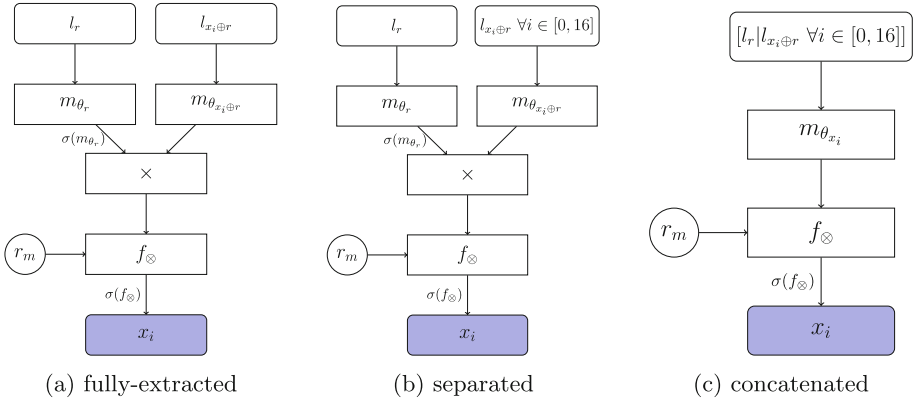 l_r
l_{x_i⊕r}
m_{θ_r}
m_{θ_{x_i⊕r}}
σ(m_{θ_r})
×
r_m
f_⊗
σ(f_⊗)
x_i
(a) fully-extracted
l_r
l_{x_i⊕r} ∀i ∈ [0, 16]
m_{θ_r}
m_{θ_{x_i⊕r}}
σ(m_{θ_r})
×
r_m
f_⊗
σ(f_⊗)
x_i
(b) separated
[l_r|l_{x_i⊕r} ∀i ∈ [0, 16]]
m_{θ_{x_i}}
r_m
f_⊗
σ(f_⊗)
x_i
(c) concatenated